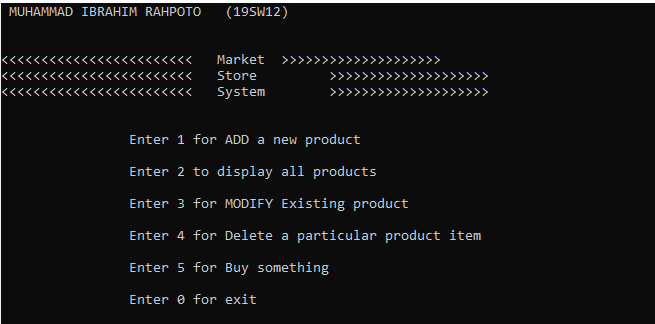 MUHAMMAD IBRAHIM RAHPOTO (19SW12)
<<<<<<<<<<<<<<<<<<<<<<<< Market >>>>>>>>>>>>>>>>>>>>
<<<<<<<<<<<<<<<<<<<<<<<< Store >>>>>>>>>>>>>>>>>>>>
<<<<<<<<<<<<<<<<<<<<<<<< System >>>>>>>>>>>>>>>>>>>>
Enter 1 for ADD a new product
Enter 2 to display all products
Enter 3 for MODIFY Existing product
Enter 4 for Delete a particular product item
Enter 5 for Buy something
Enter 0 for exit